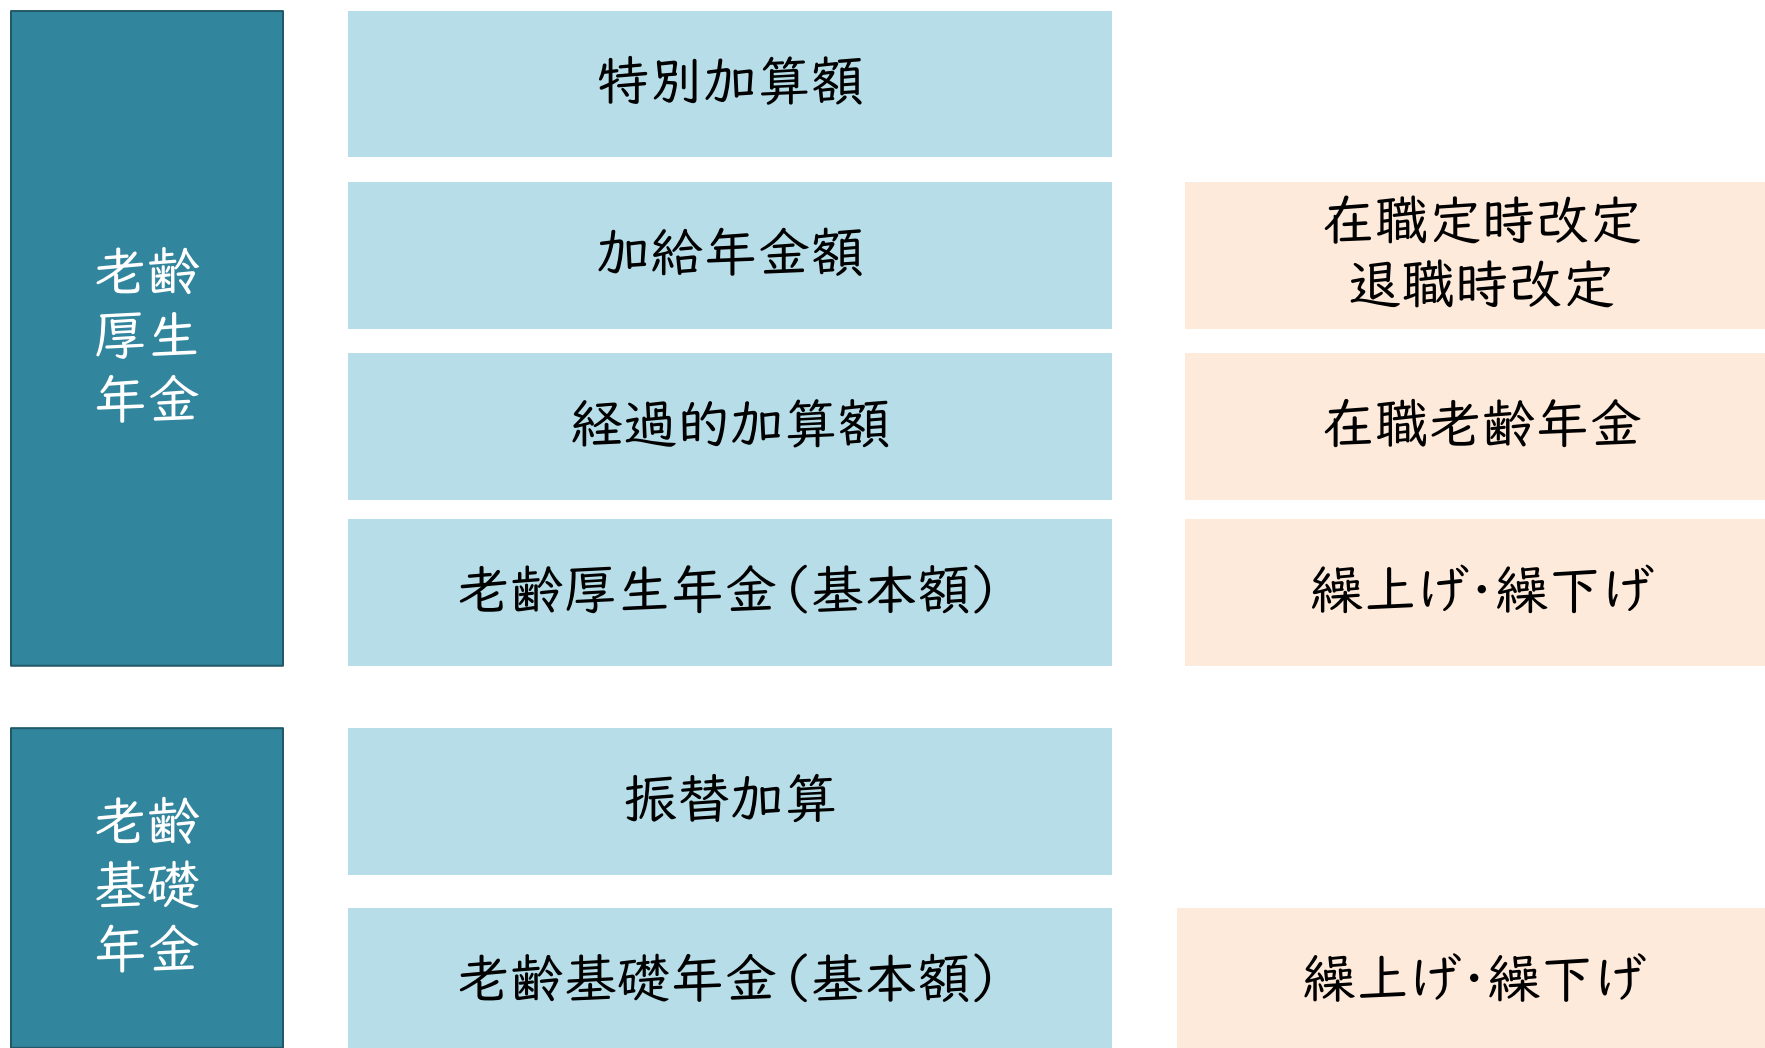 老齢
厚生
年金
特別加算額
加給年金額
経過的加算額
老齢厚生年金(基本額)
在職定時改定
退職時改定
在職老齢年金
繰上げ・繰下げ
老齢
基礎
年金
振替加算
老齢基礎年金(基本額)
繰上げ・繰下げ